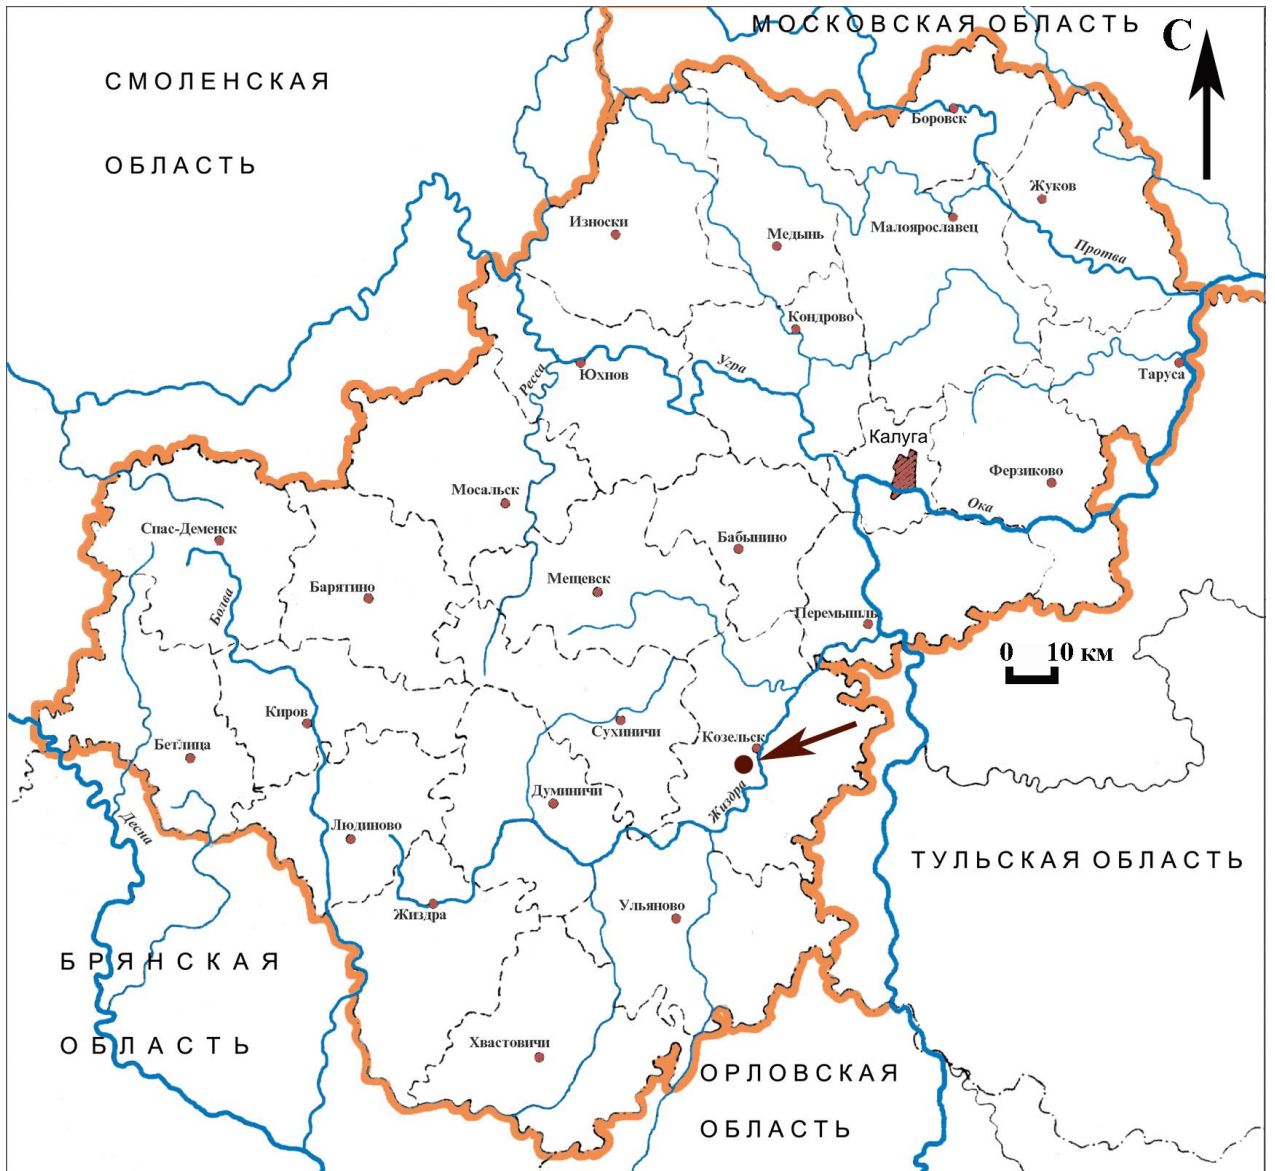 МОСКОВСКАЯ ОБЛАСТЬ
С
СМОЛЕНСКАЯ
ОБЛАСТЬ
Боровск
Жуков
Износки
Медынь
Малоярославец
Протва
Кондрово
Угра
Ресса
Юхнов
Таруса
Калуга
Ферзиково
Мосальск
Ока
Спас-Деменск
Бабынино
Барятино
Мещевск
Болва
Перемышль
0 10 км
Киров
Сухиничи
Козельск
Бетлица
Думиничи
Жиздра
Десна
Людиново
ТУЛЬСКАЯ ОБЛАСТЬ
Жиздра
Ульяново
БРЯНСКАЯ
ОБЛАСТЬ
Хвастовичи
ОРЛОВСКАЯ
ОБЛАСТЬ